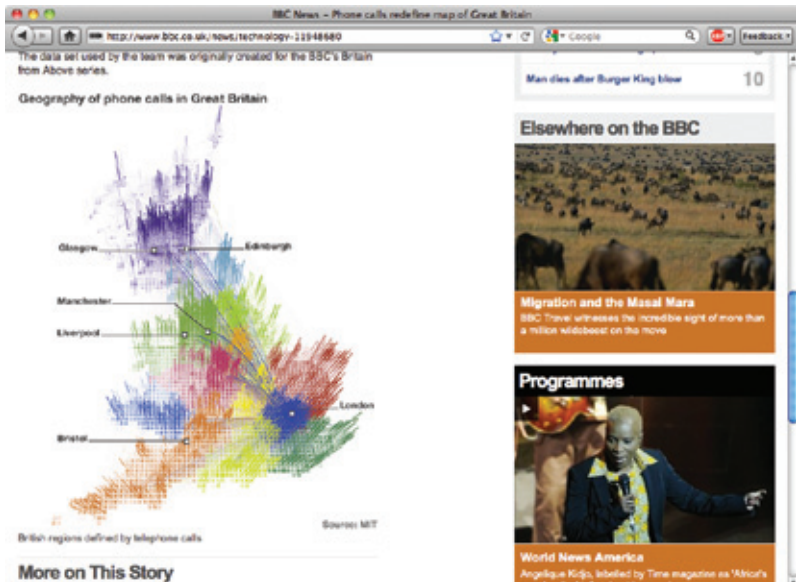 BBC News – Phone calls redefine map of Great Britain
http://www.bbc.co.uk/news/technology-11948680
Google
Feedback
The data set used by the team was originally created for the BBC's Britain
from Above series.
Geography of phone calls in Great Britain
Glasgow
Edinburgh
Manchester
Liverpool
London
Bristol
Source: MIT
British regions defined by telephone calls
More on This Story
Man dies after Burger King blow
10
Elsewhere on the BBC
Migration and the Masai Mara
BBC Travel witnesses the incredible sight of more than
a million wildebeest on the move
Programmes
World News America
Angelique Kidjo, labelled by Time magazine as 'Africa's